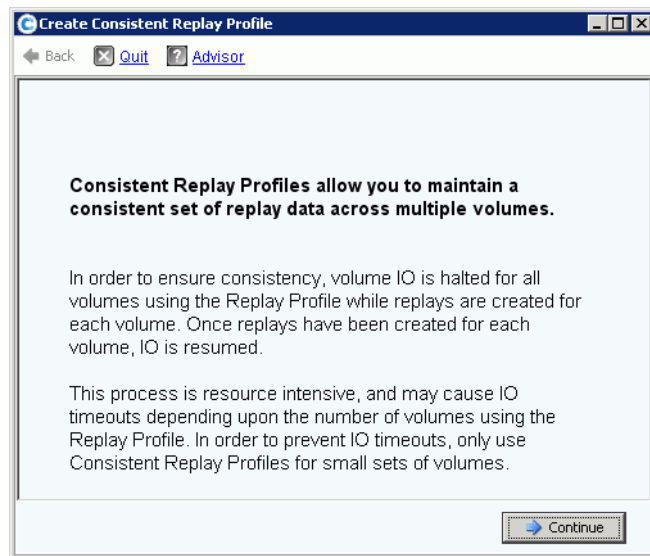 Create Consistent Replay Profile
Back Quit Advisor
Consistent Replay Profiles allow you to maintain a
consistent set of replay data across multiple volumes.
In order to ensure consistency, volume IO is halted for all
volumes using the Replay Profile while replays are created for
each volume. Once replays have been created for each
volume, IO is resumed.
This process is resource intensive, and may cause IO
timeouts depending upon the number of volumes using the
Replay Profile. In order to prevent IO timeouts, only use
Consistent Replay Profiles for small sets of volumes.
Continue